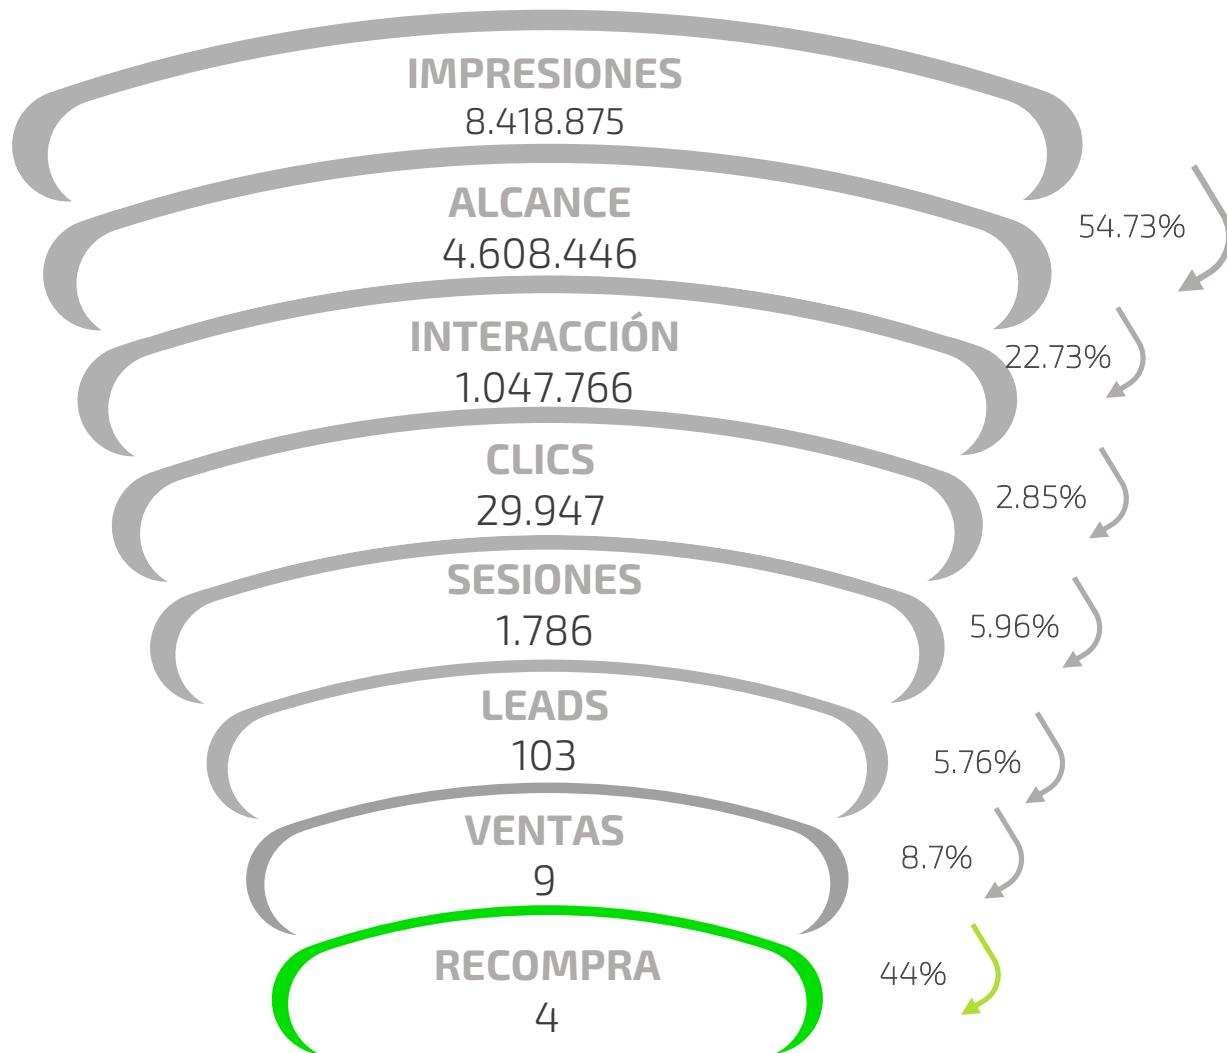 IMPRESIONES
8.418.875
ALCANCE
4.608.446
54.73%
INTERACCIÓN
1.047.766
22.73%
CLICS
29.947
2.85%
SESIONES
1.786
5.96%
LEADS
103
5.76%
VENTAS
9
8.7%
RECOMPRA
4
44%